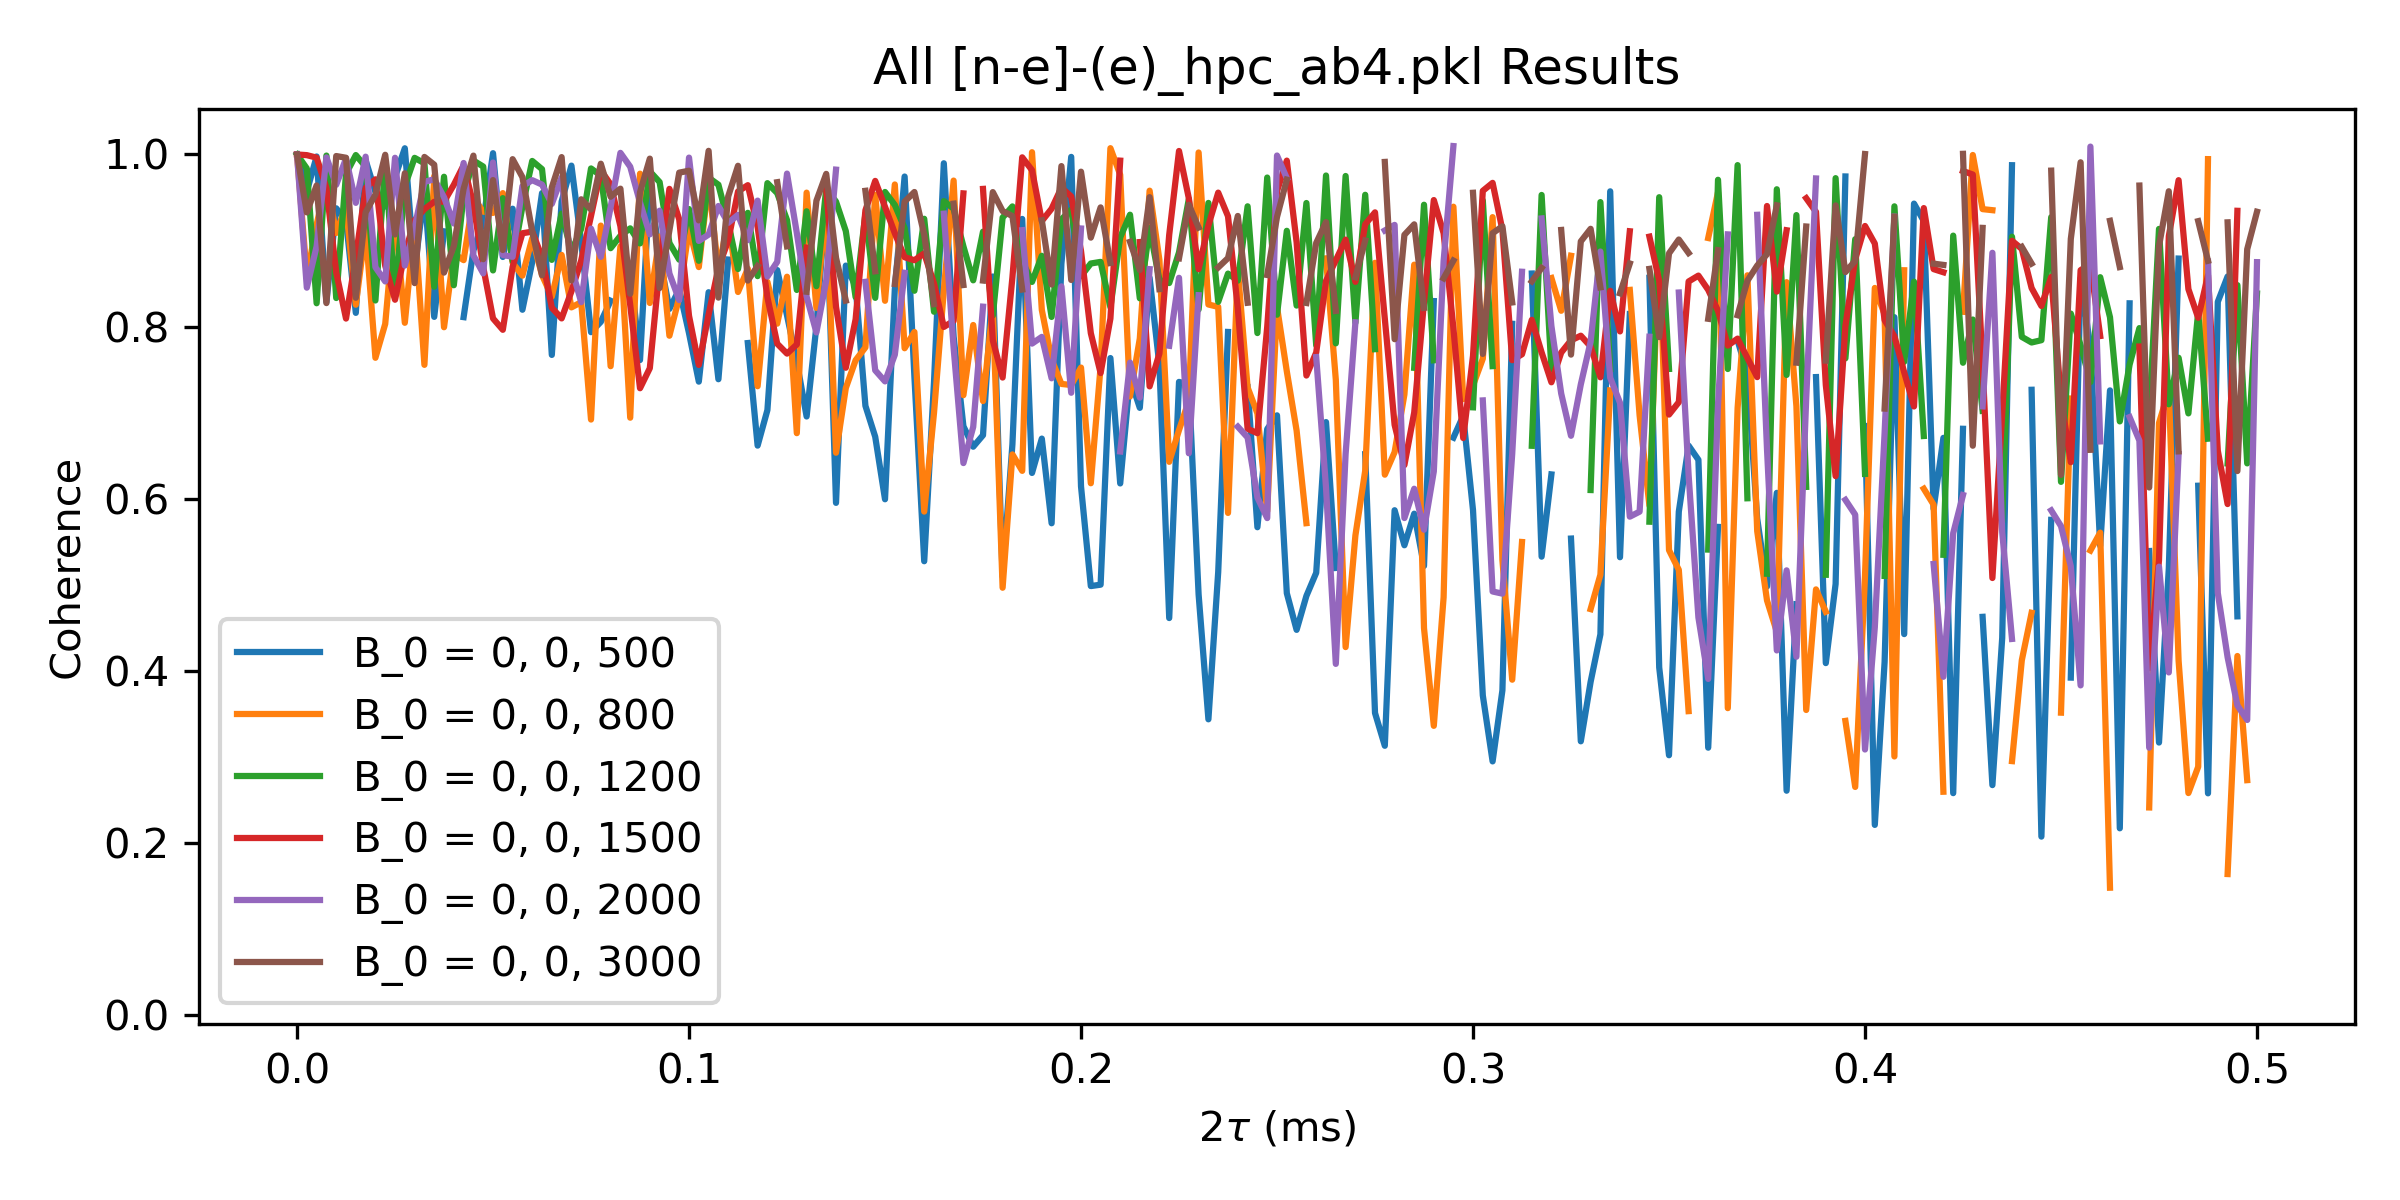 All [n-e]-(e)_hpc_ab4.pkl Results
Coherence
1.0
0.8
0.6
0.4
0.2
0.0
B_0 = 0, 0, 500
B_0 = 0, 0, 800
B_0 = 0, 0, 1200
B_0 = 0, 0, 1500
B_0 = 0, 0, 2000
B_0 = 0, 0, 3000
0.0 0.1 0.2 0.3 0.4 0.5
2τ (ms)